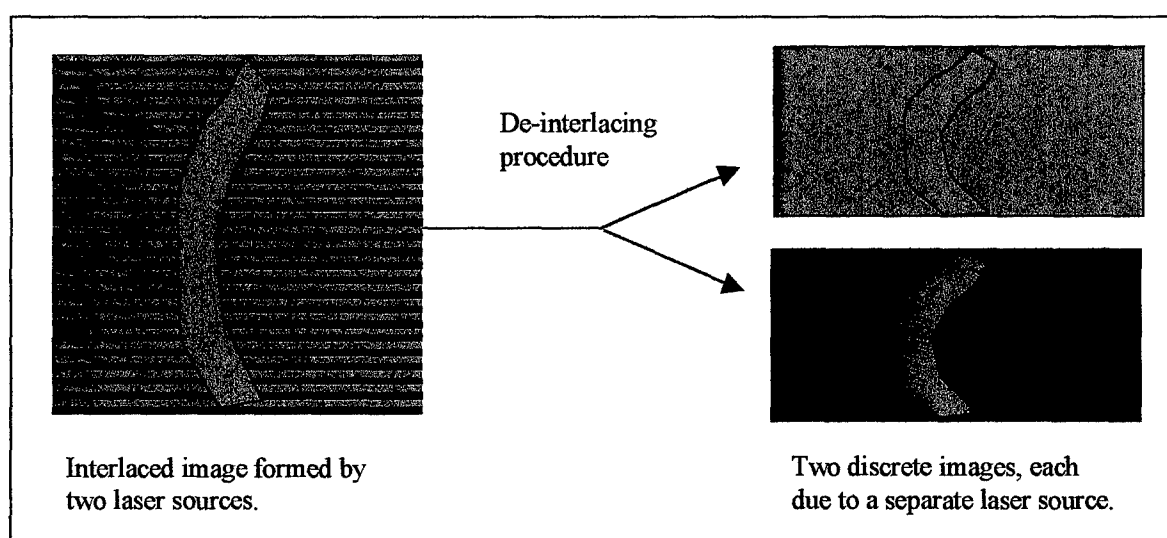 De-interlacing
procedure
Interlaced image formed by
two laser sources.
Two discrete images, each
due to a separate laser source.